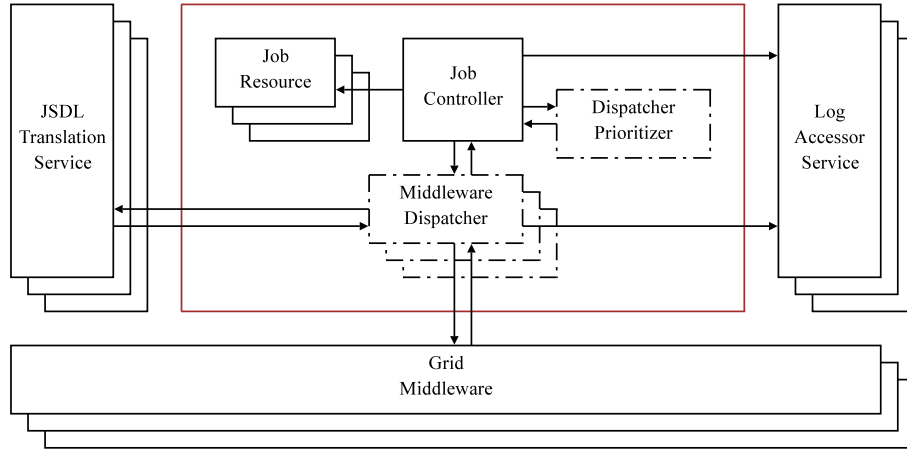 JSDL
Translation
Service
Job
Resource
Job
Controller
Dispatcher
Prioritizer
Log
Accessor
Service
Middleware
Dispatcher
Grid
Middleware